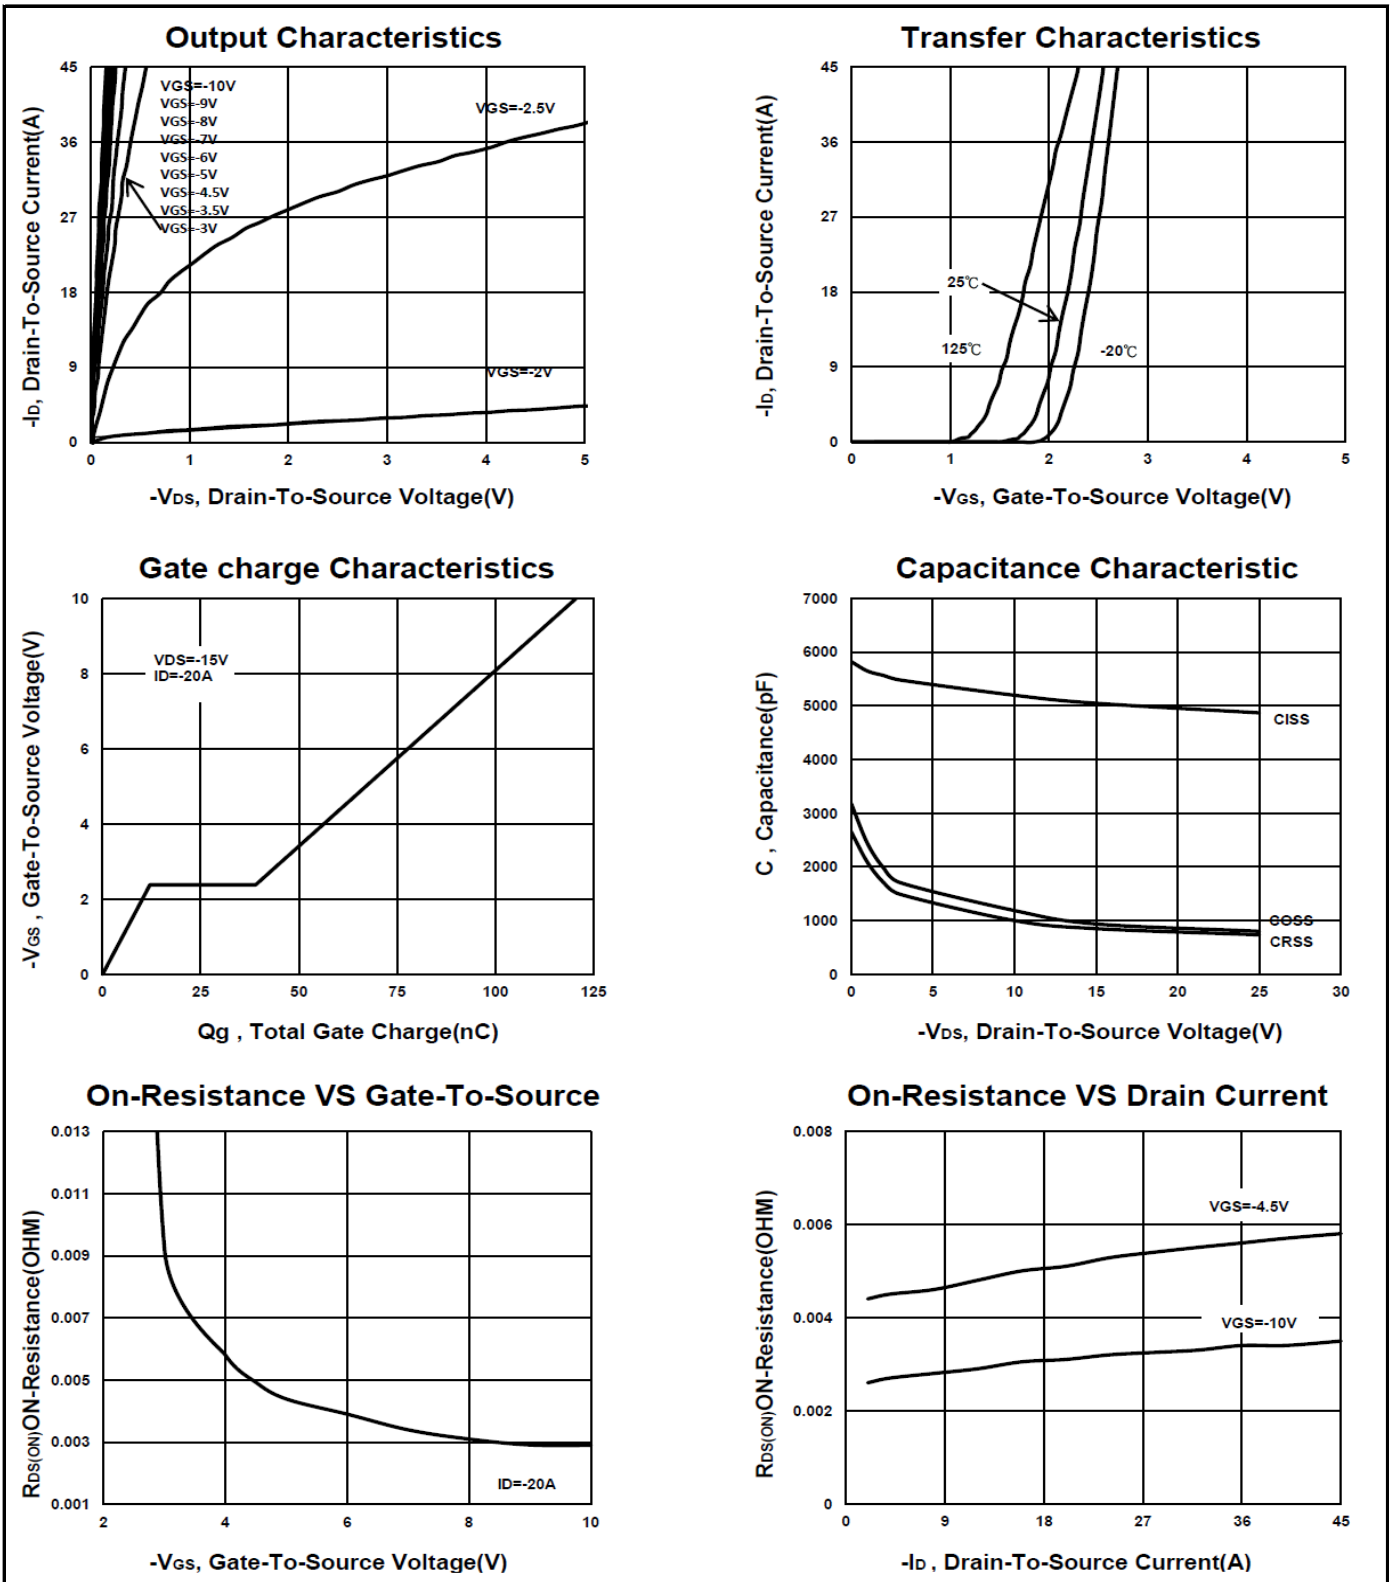 Output Characteristics
-ID, Drain-To-Source Current(A)
45
36
27
18
9
0
VGS=-10V
VGS=-9V
VGS=-8V
VGS=-7V
VGS=-6V
VGS=-5V
VGS=-4.5V
VGS=-3.5V
VGS=-3V
VGS=-2.5V
VGS=-2V
0 1 2 3 4 5
-VDS, Drain-To-Source Voltage(V)
Transfer Characteristics
-ID, Drain-To-Source Current(A)
45
36
27
18
9
0
25℃
125℃
-20℃
0 1 2 3 4 5
-VGS, Gate-To-Source Voltage(V)
Gate charge Characteristics
-VGS , Gate-To-Source Voltage(V)
10
8
6
4
2
0
VDS=-15V
ID=-20A
0 25 50 75 100 125
Qg , Total Gate Charge(nC)
Capacitance Characteristic
C , Capacitance(pF)
7000
6000
5000
4000
3000
2000
1000
0
CISS
COSS
CRSS
0 5 10 15 20 25 30
-VDS, Drain-To-Source Voltage(V)
On-Resistance VS Gate-To-Source
RDS(ON)ON-Resistance(OHM)
0.013
0.011
0.009
0.007
0.005
0.003
0.001
ID=-20A
2 4 6 8 10
-VGS, Gate-To-Source Voltage(V)
On-Resistance VS Drain Current
RDS(ON)ON-Resistance(OHM)
0.008
0.006
0.004
0.002
0
VGS=-4.5V
VGS=-10V
0 9 18 27 36 45
-ID , Drain-To-Source Current(A)